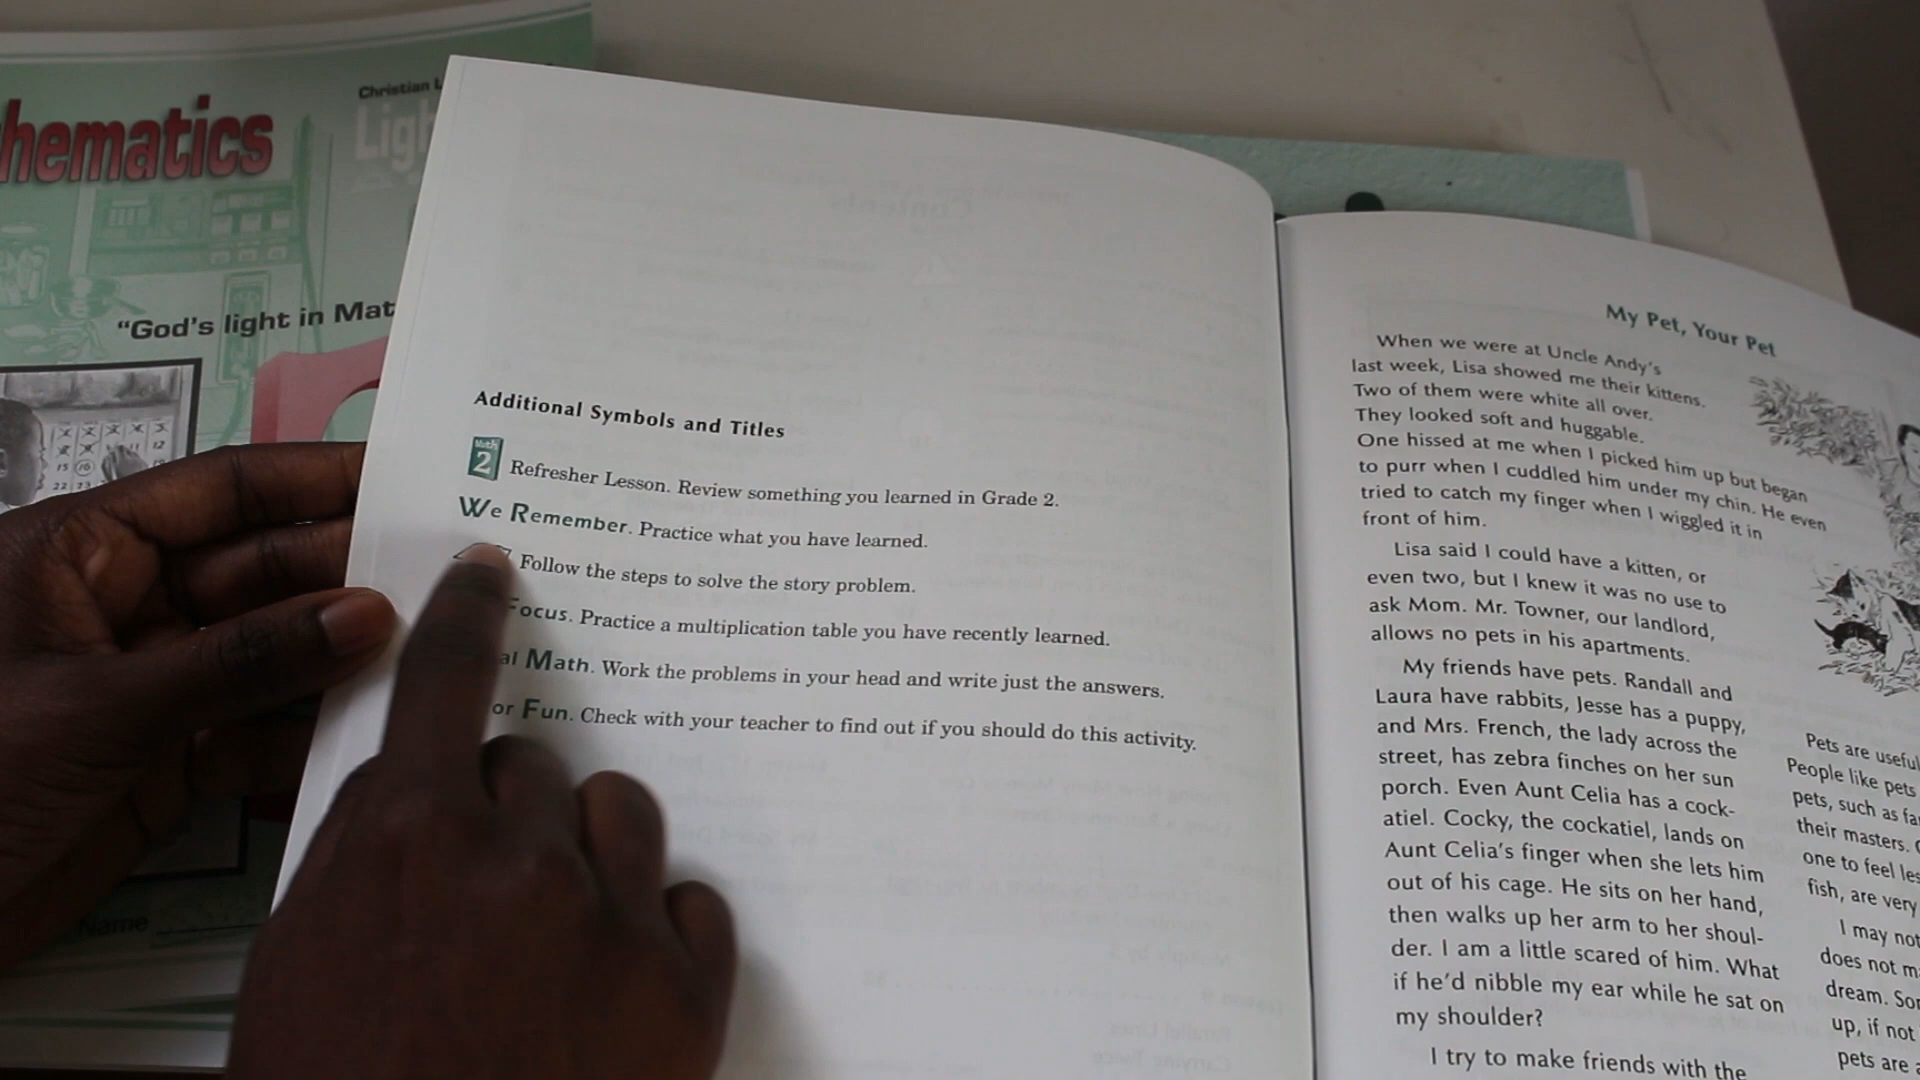 Christian
Ligh
hematics
"God's light in Mat
Name
Additional Symbols and Titles
Math
2
Refresher Lesson. Review something you learned in Grade 2.
We Remember. Practice what you have learned.
Follow the steps to solve the story problem.
Focus. Practice a multiplication table you have recently learned.
al Math. Work the problems in your head and write just the answers.
or Fun. Check with your teacher to find out if you should do this activity.
My Pet, Your Pet
When we were at Uncle Andy's
last week, Lisa showed me their kittens.
Two of them were white all over.
They looked soft and huggable.
One hissed at me when I picked him up but began
to purr when I cuddled him under my chin. He even
tried to catch my finger when I wiggled it in
front of him.
Lisa said I could have a kitten, or
even two, but I knew it was no use to
ask Mom. Mr. Towner, our landlord,
allows no pets in his apartments.
My friends have pets. Randall and
Laura have rabbits, Jesse has a puppy,
and Mrs. French, the lady across the
street, has zebra finches on her sun
porch. Even Aunt Celia has a cock-
atiel. Cocky, the cockatiel, lands on
Aunt Celia's finger when she lets him
out of his cage. He sits on her hand,
then walks up her arm to her shoul-
der. I am a little scared of him. What
if he'd nibble my ear while he sat on
my shoulder?
I try to make friends with the
Pets are useful
People like pets
pets, such as fa
their masters.
one to feel les
fish, are very
I may not
does not m
dream. Sor
up, if not
pets are